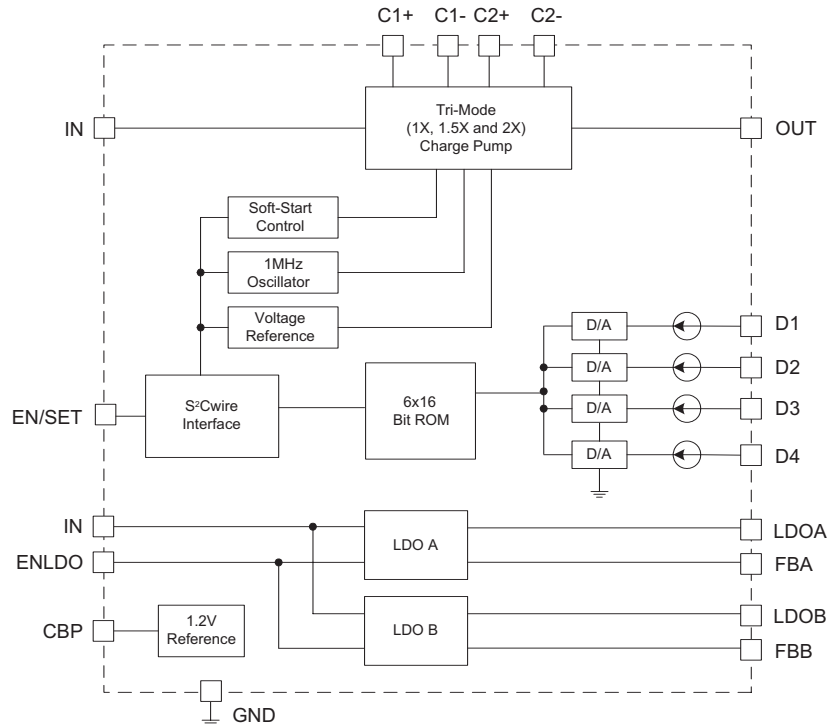 C1+ C1- C2+ C2-
Tri-Mode
(1X, 1.5X and 2X)
Charge Pump
IN
OUT
Soft-Start
Control
1MHz
Oscillator
Voltage
Reference
D/A
D1
D/A
D2
D/A
D3
D/A
D4
EN/SET
S²Cwire
Interface
6x16
Bit ROM
IN
ENLDO
LDO A
LDOA
FBA
CBP
1.2V
Reference
LDO B
LDOB
FBB
GND